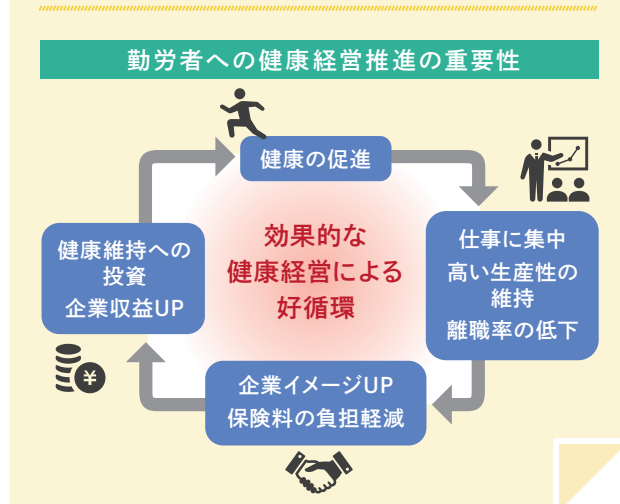 勤労者への健康経営推進の重要性
健康の促進
効果的な
健康経営による
好循環
仕事に集中
高い生産性の
維持
離職率の低下
企業イメージUP
保険料の負担軽減
健康維持への
投資
企業収益UP
¥